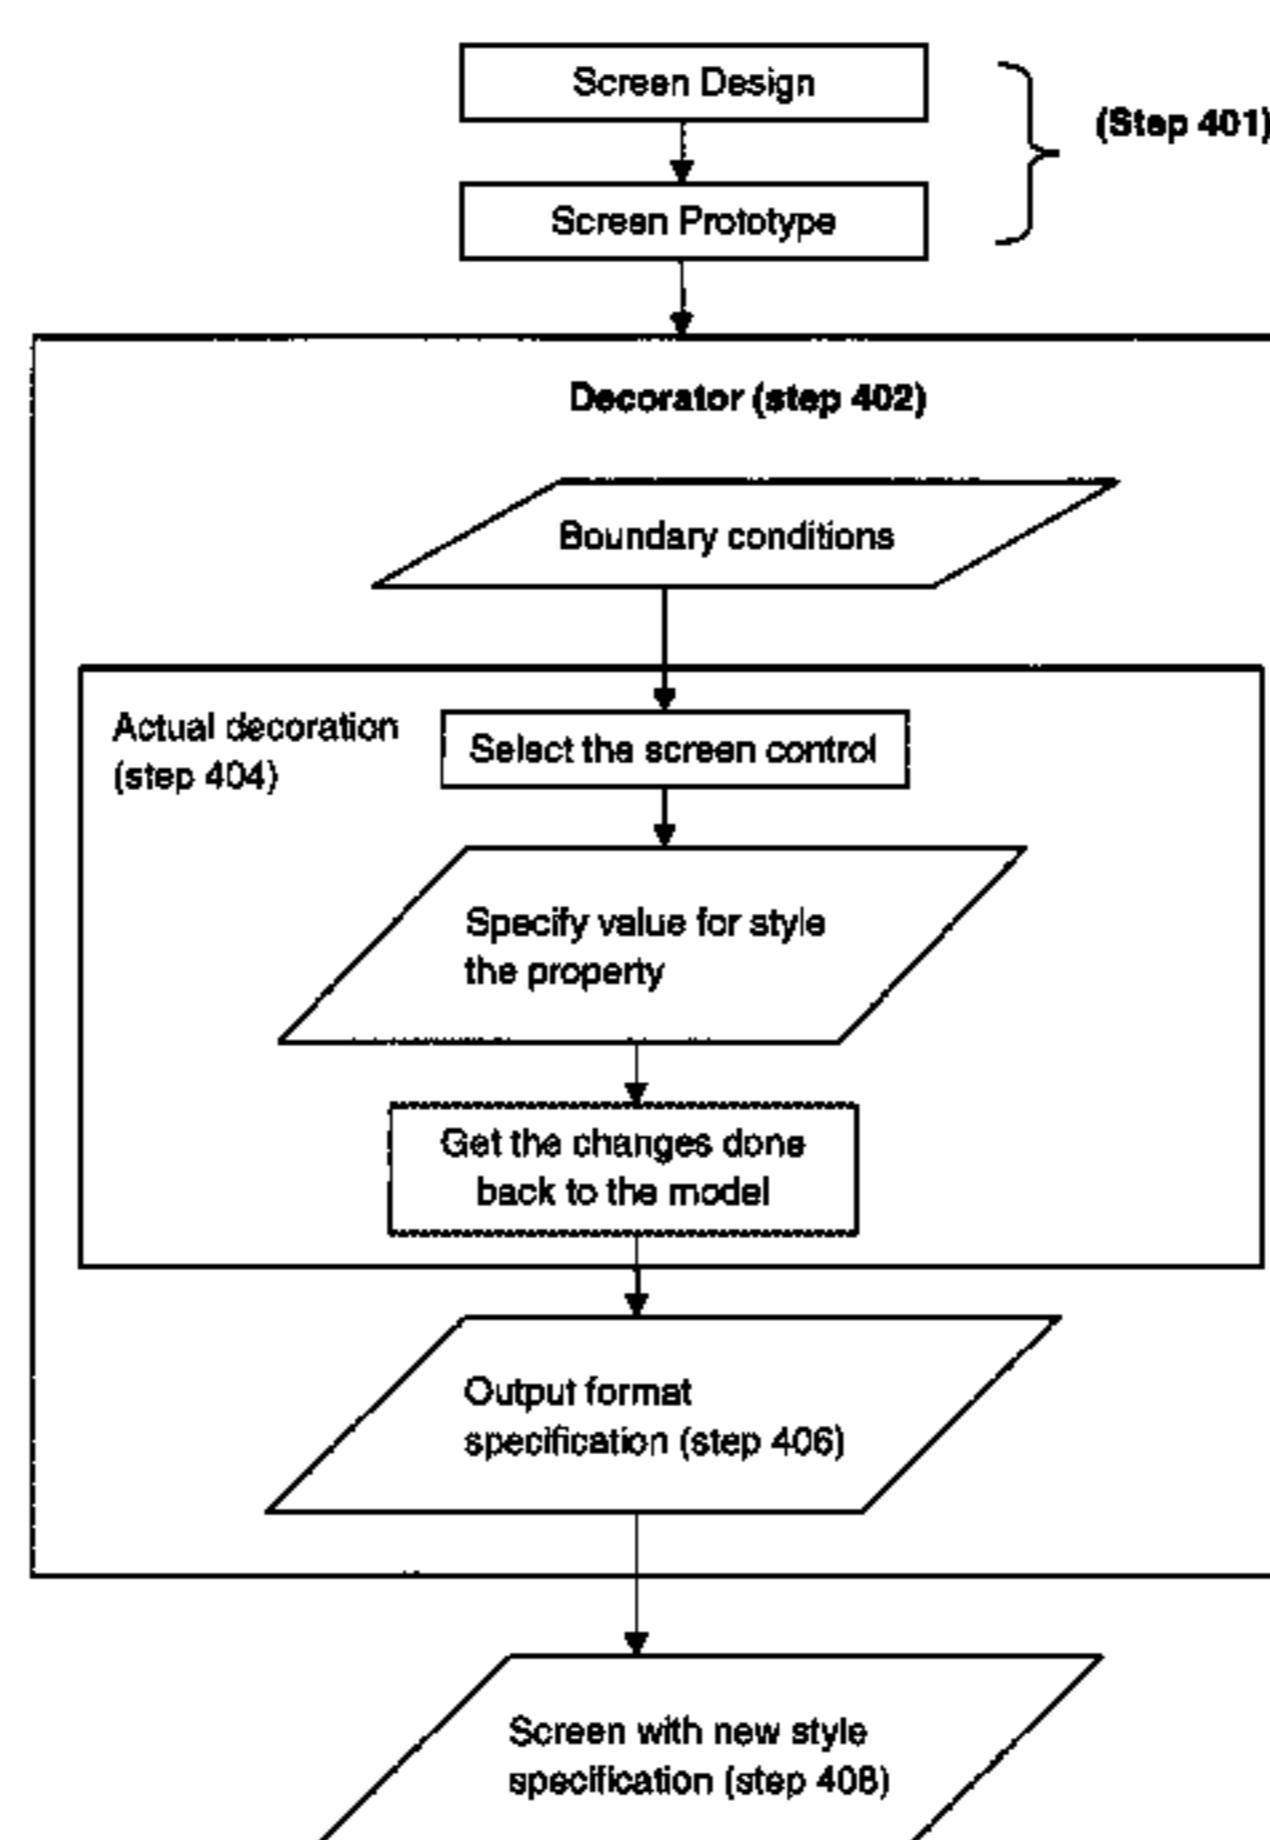 Screen Design
(Step 401)
Screen Prototype
Decorator (step 402)
Boundary conditions
Actual decoration
(step 404)
Select the screen control
Specify value for style
the property
Get the changes done
back to the model
Output format
specification (step 406)
Screen with new style
specification (step 408)